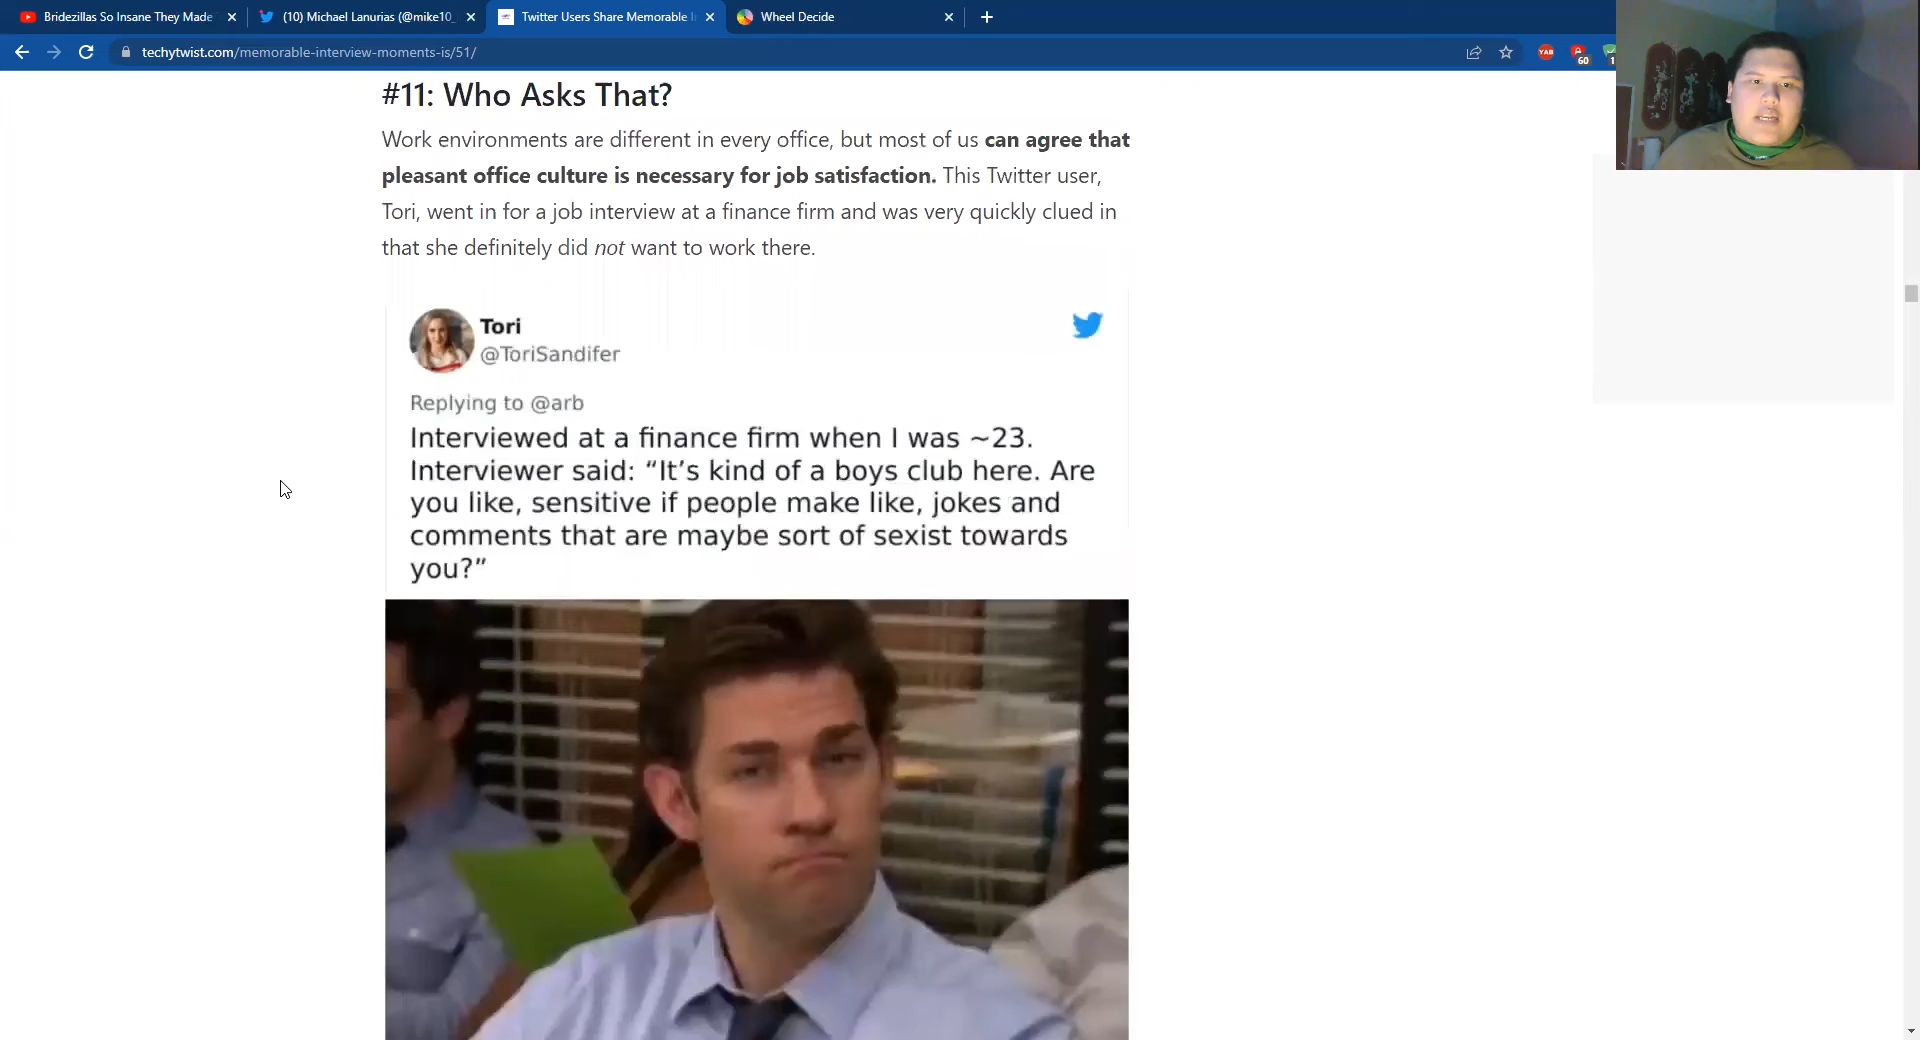 Bridezillas So Insane They Made
(10) Michael Lanurias (@mike10_
Twitter Users Share Memorable I
Wheel Decide
techytwist.com/memorable-interview-moments-is/51/
YAB
60
1
#11: Who Asks That?
Work environments are different in every office, but most of us can agree that
pleasant office culture is necessary for job satisfaction. This Twitter user,
Tori, went in for a job interview at a finance firm and was very quickly clued in
that she definitely did not want to work there.
Tori
@ToriSandifer
Replying to @arb
Interviewed at a finance firm when I was ~23.
Interviewer said: “It’s kind of a boys club here. Are
you like, sensitive if people make like, jokes and
comments that are maybe sort of sexist towards
you?”